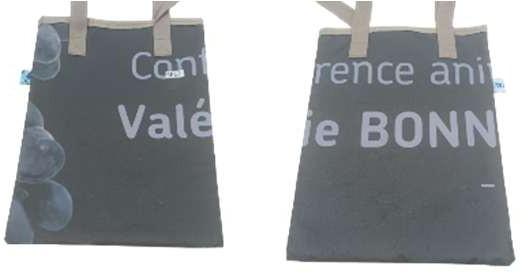 Conf
Valé
rence ani
ie BONN